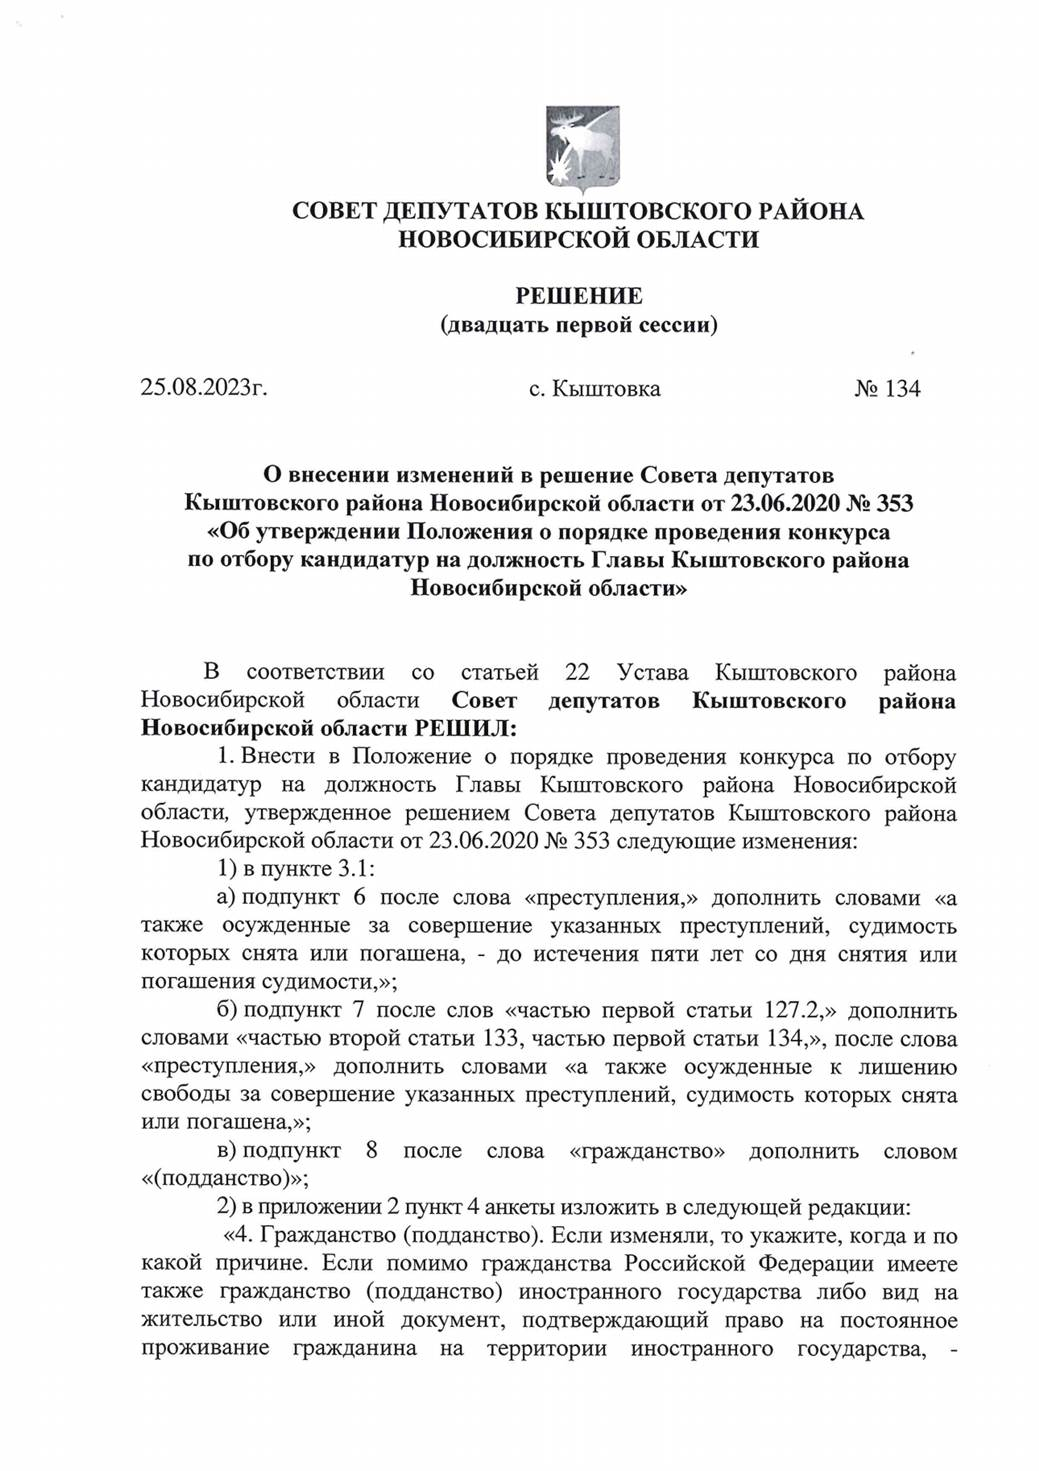 СОВЕТ ДЕПУТАТОВ КЫШТОВСКОГО РАЙОНА
НОВОСИБИРСКОЙ ОБЛАСТИ
РЕШЕНИЕ
(двадцать первой сессии)
25.08.2023г. с. Кыштовка № 134
О внесении изменений в решение Совета депутатов
Кыштовского района Новосибирской области от 23.06.2020 № 353
«Об утверждении Положения о порядке проведения конкурса
по отбору кандидатур на должность Главы Кыштовского района
Новосибирской области»
В соответствии со статьей 22 Устава Кыштовского района
Новосибирской области Совет депутатов Кыштовского района
Новосибирской области РЕШИЛ:
1. Внести в Положение о порядке проведения конкурса по отбору
кандидатур на должность Главы Кыштовского района Новосибирской
области, утвержденное решением Совета депутатов Кыштовского района
Новосибирской области от 23.06.2020 № 353 следующие изменения:
1) в пункте 3.1:
а) подпункт 6 после слова «преступления,» дополнить словами «а
также осужденные за совершение указанных преступлений, судимость
которых снята или погашена, - до истечения пяти лет со дня снятия или
погашения судимости,»;
б) подпункт 7 после слов «частью первой статьи 127.2,» дополнить
словами «частью второй статьи 133, частью первой статьи 134,», после слова
«преступления,» дополнить словами «а также осужденные к лишению
свободы за совершение указанных преступлений, судимость которых снята
или погашена,»;
в) подпункт 8 после слова «гражданство» дополнить словом
«(подданство)»;
2) в приложении 2 пункт 4 анкеты изложить в следующей редакции:
«4. Гражданство (подданство). Если изменяли, то укажите, когда и по
какой причине. Если помимо гражданства Российской Федерации имеете
также гражданство (подданство) иностранного государства либо вид на
жительство или иной документ, подтверждающий право на постоянное
проживание гражданина на территории иностранного государства, -